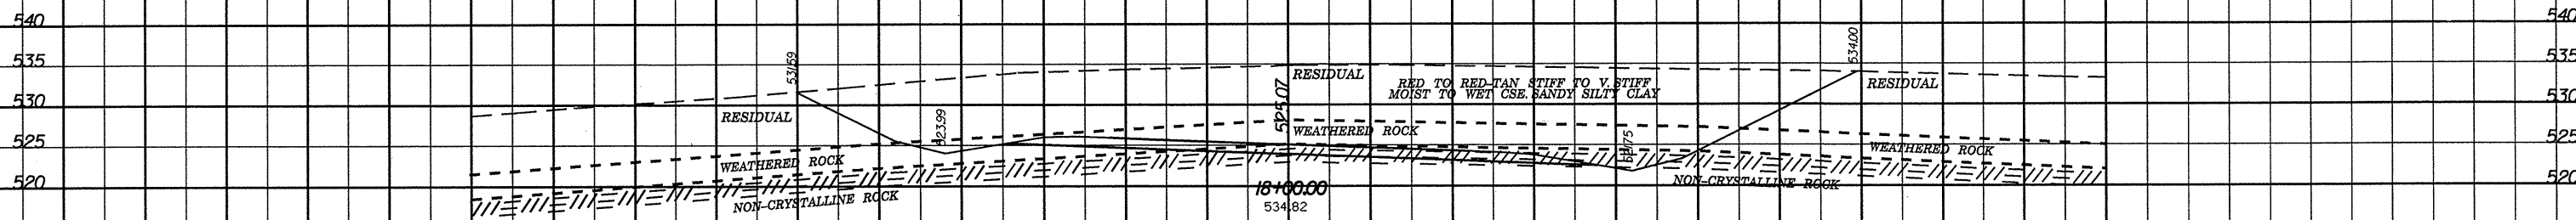 540
540
535
535
530
530
525
525
520
520
531.59
523.99
525.07
521.75
534.00
RESIDUAL
RESIDUAL
RESIDUAL
RED TO RED-TAN STIFF TO V. STIFF
MOIST TO WET CSE. SANDY SILTY CLAY
WEATHERED ROCK
WEATHERED ROCK
WEATHERED ROCK
NON-CRYSTALLINE ROCK
NON-CRYSTALLINE ROCK
18+00.00
534.82